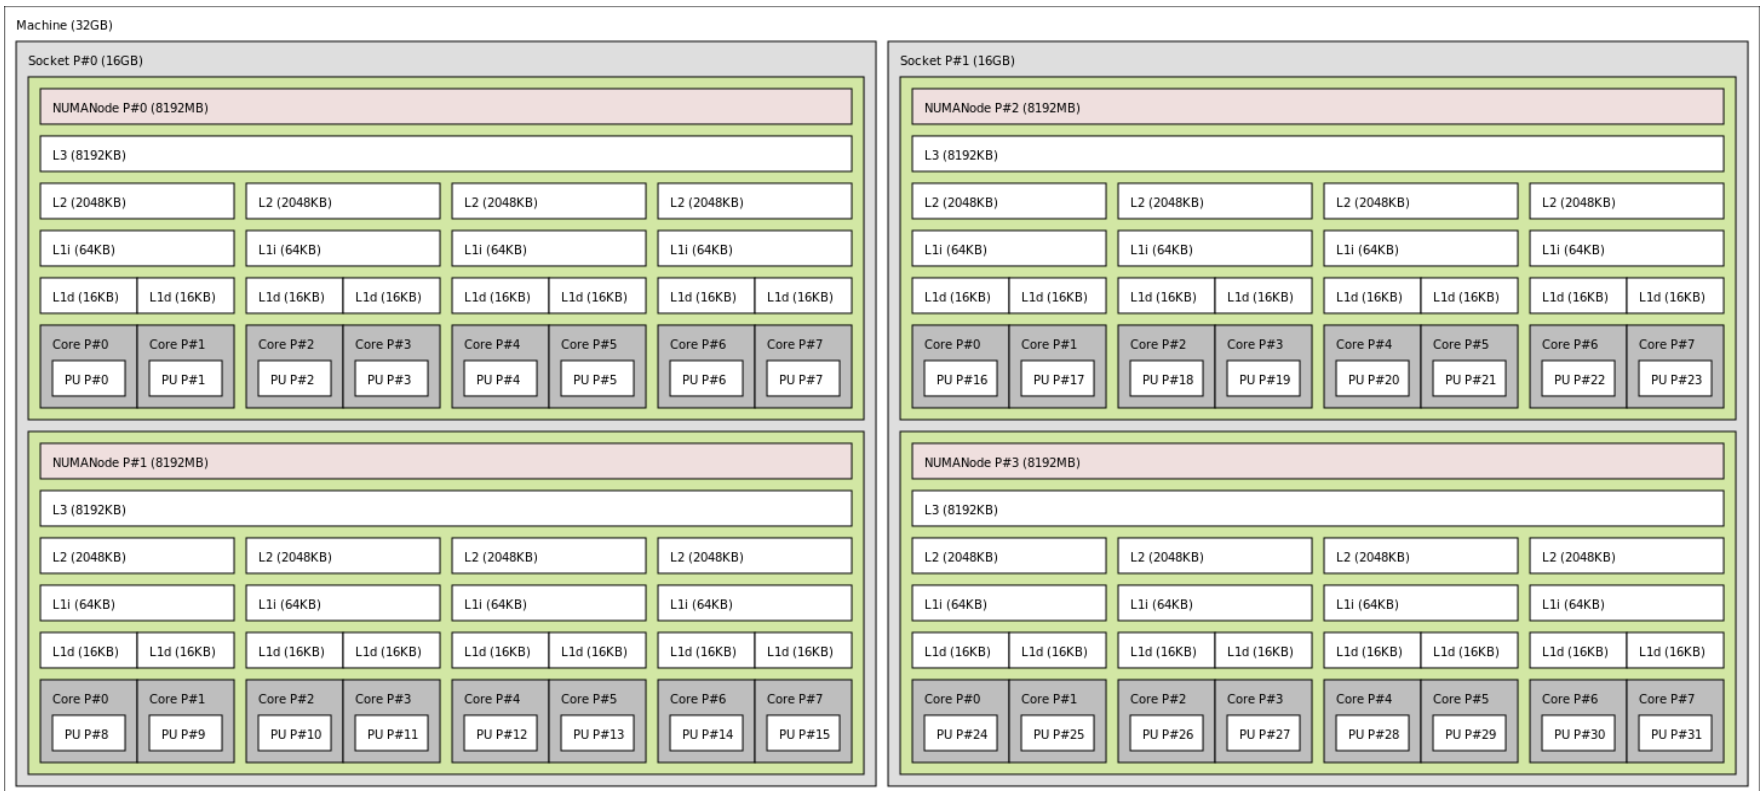 Machine (32GB)
Socket P#0 (16GB)
NUMANode P#0 (8192MB)
L3 (8192KB)
L2 (2048KB) L2 (2048KB) L2 (2048KB) L2 (2048KB)
L1i (64KB) L1i (64KB) L1i (64KB) L1i (64KB)
L1d (16KB) L1d (16KB) L1d (16KB) L1d (16KB) L1d (16KB) L1d (16KB) L1d (16KB) L1d (16KB)
Core P#0 Core P#1 Core P#2 Core P#3 Core P#4 Core P#5 Core P#6 Core P#7
PU P#0 PU P#1 PU P#2 PU P#3 PU P#4 PU P#5 PU P#6 PU P#7
NUMANode P#1 (8192MB)
L3 (8192KB)
L2 (2048KB) L2 (2048KB) L2 (2048KB) L2 (2048KB)
L1i (64KB) L1i (64KB) L1i (64KB) L1i (64KB)
L1d (16KB) L1d (16KB) L1d (16KB) L1d (16KB) L1d (16KB) L1d (16KB) L1d (16KB) L1d (16KB)
Core P#0 Core P#1 Core P#2 Core P#3 Core P#4 Core P#5 Core P#6 Core P#7
PU P#8 PU P#9 PU P#10 PU P#11 PU P#12 PU P#13 PU P#14 PU P#15
Socket P#1 (16GB)
NUMANode P#2 (8192MB)
L3 (8192KB)
L2 (2048KB) L2 (2048KB) L2 (2048KB) L2 (2048KB)
L1i (64KB) L1i (64KB) L1i (64KB) L1i (64KB)
L1d (16KB) L1d (16KB) L1d (16KB) L1d (16KB) L1d (16KB) L1d (16KB) L1d (16KB) L1d (16KB)
Core P#0 Core P#1 Core P#2 Core P#3 Core P#4 Core P#5 Core P#6 Core P#7
PU P#16 PU P#17 PU P#18 PU P#19 PU P#20 PU P#21 PU P#22 PU P#23
NUMANode P#3 (8192MB)
L3 (8192KB)
L2 (2048KB) L2 (2048KB) L2 (2048KB) L2 (2048KB)
L1i (64KB) L1i (64KB) L1i (64KB) L1i (64KB)
L1d (16KB) L1d (16KB) L1d (16KB) L1d (16KB) L1d (16KB) L1d (16KB) L1d (16KB) L1d (16KB)
Core P#0 Core P#1 Core P#2 Core P#3 Core P#4 Core P#5 Core P#6 Core P#7
PU P#24 PU P#25 PU P#26 PU P#27 PU P#28 PU P#29 PU P#30 PU P#31